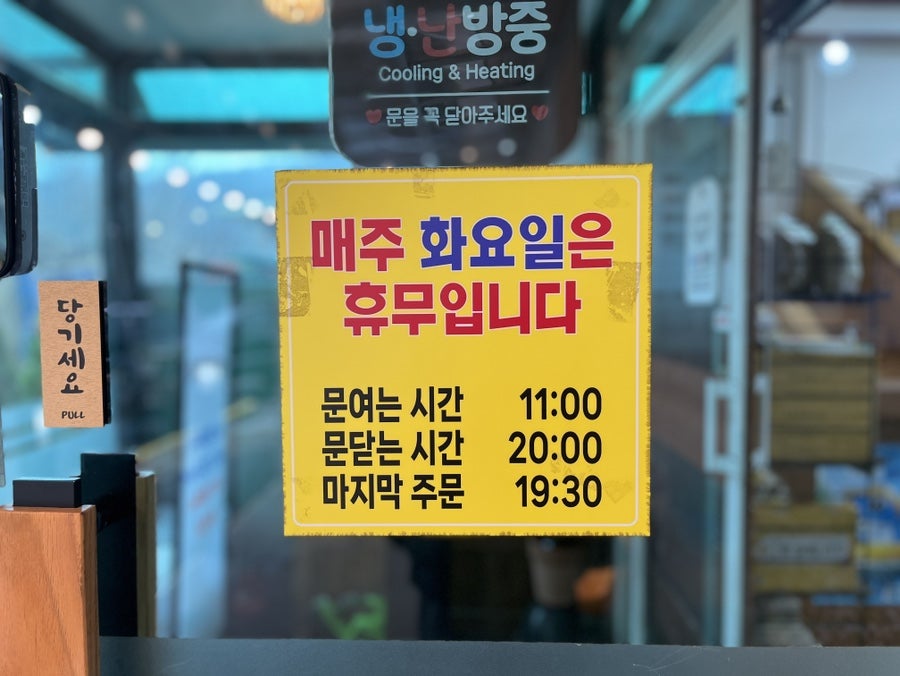 냉·난방중
Cooling & Heating
문을 꼭 닫아주세요
매주 화요일은
휴무입니다
문여는 시간 11:00
문닫는 시간 20:00
마지막 주문 19:30
당기세요
PULL